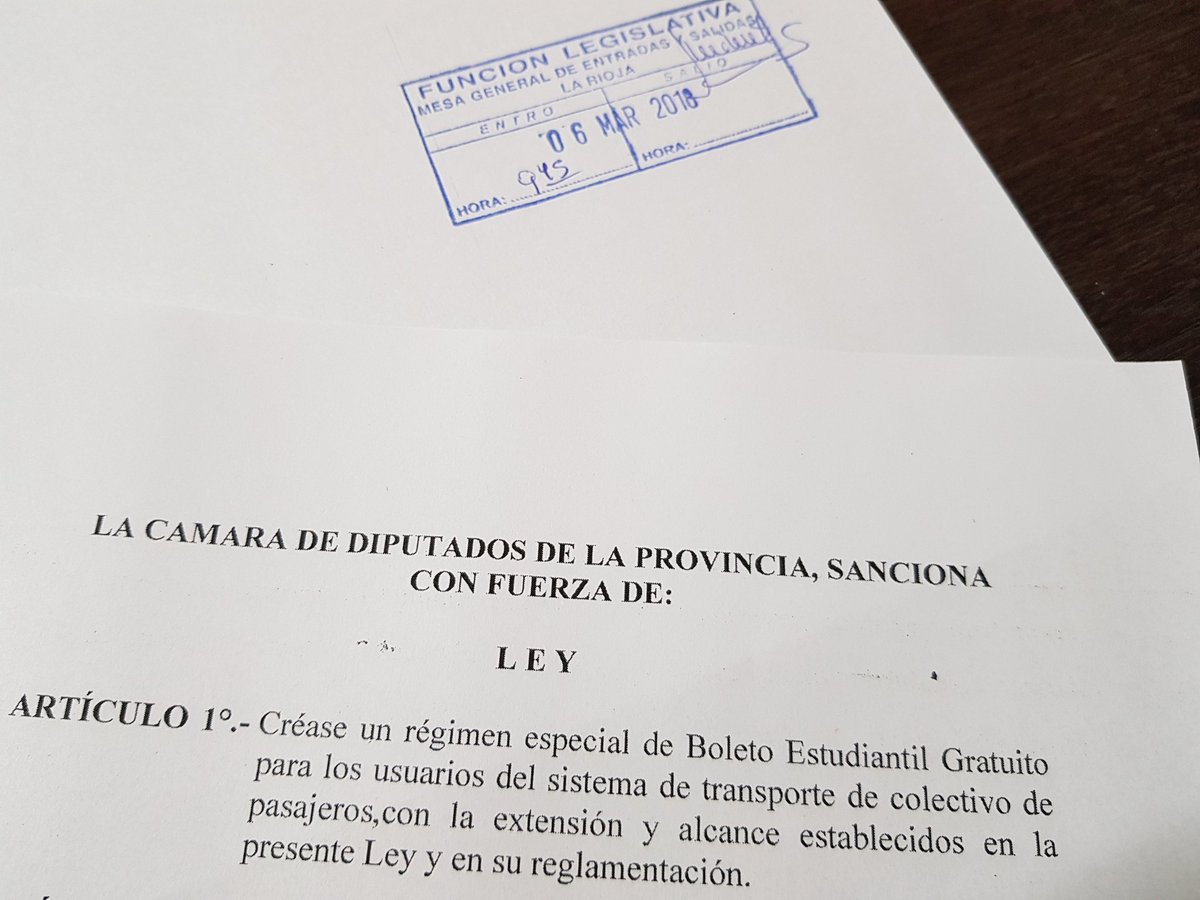 FUNCION LEGISLATIVA
MESA GENERAL DE ENTRADAS Y SALIDAS
LA RIOJA
ENTRO SALIO
06 MAR 2018
HORA: 945 HORA:
LA CAMARA DE DIPUTADOS DE LA PROVINCIA, SANCIONA
CON FUERZA DE:
L E Y
ARTÍCULO 1°.- Créase un régimen especial de Boleto Estudiantil Gratuito
para los usuarios del sistema de transporte de colectivo de
pasajeros,con la extensión y alcance establecidos en la
presente Ley y en su reglamentación.